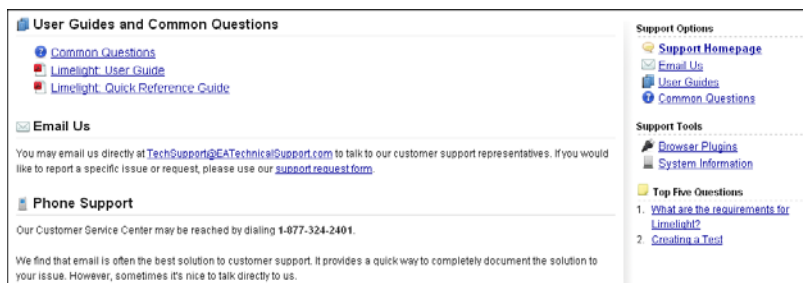 User Guides and Common Questions
Common Questions
Limelight: User Guide
Limelight: Quick Reference Guide
Email Us
You may email us directly at TechSupport@EATechnicalSupport.com to talk to our customer support representatives. If you would
like to report a specific issue or request, please use our support request form.
Phone Support
Our Customer Service Center may be reached by dialing 1-877-324-2401.
We find that email is often the best solution to customer support. It provides a quick way to completely document the solution to
your issue. However, sometimes it's nice to talk directly to us.
Support Options
Support Homepage
Email Us
User Guides
Common Questions
Support Tools
Browser Plugins
System Information
Top Five Questions
1. What are the requirements for
Limelight?
2. Creating a Test